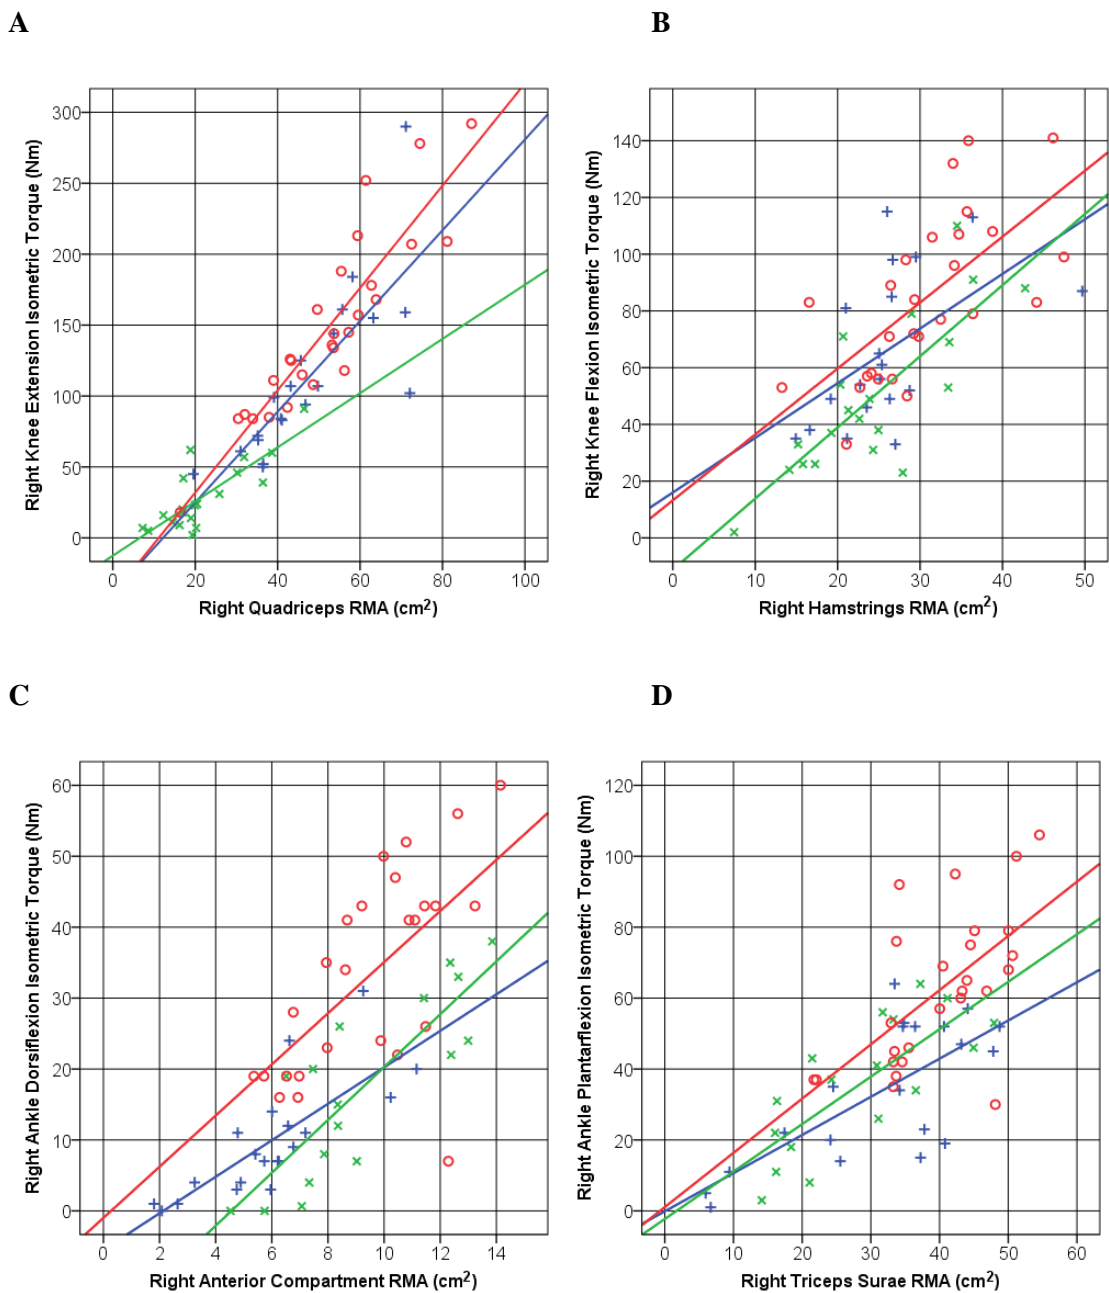 A
B
Right Knee Extension Isometric Torque (Nm)
300
250
200
150
100
50
0
0 20 40 60 80 100
Right Quadriceps RMA (cm²)
Right Knee Flexion Isometric Torque (Nm)
140
120
100
80
60
40
20
0
0 10 20 30 40 50
Right Hamstrings RMA (cm²)
C
D
Right Ankle Dorsiflexion Isometric Torque (Nm)
60
50
40
30
20
10
0
0 2 4 6 8 10 12 14
Right Anterior Compartment RMA (cm²)
Right Ankle Plantarflexion Isometric Torque (Nm)
120
100
80
60
40
20
0
0 10 20 30 40 50 60
Right Triceps Surae RMA (cm²)